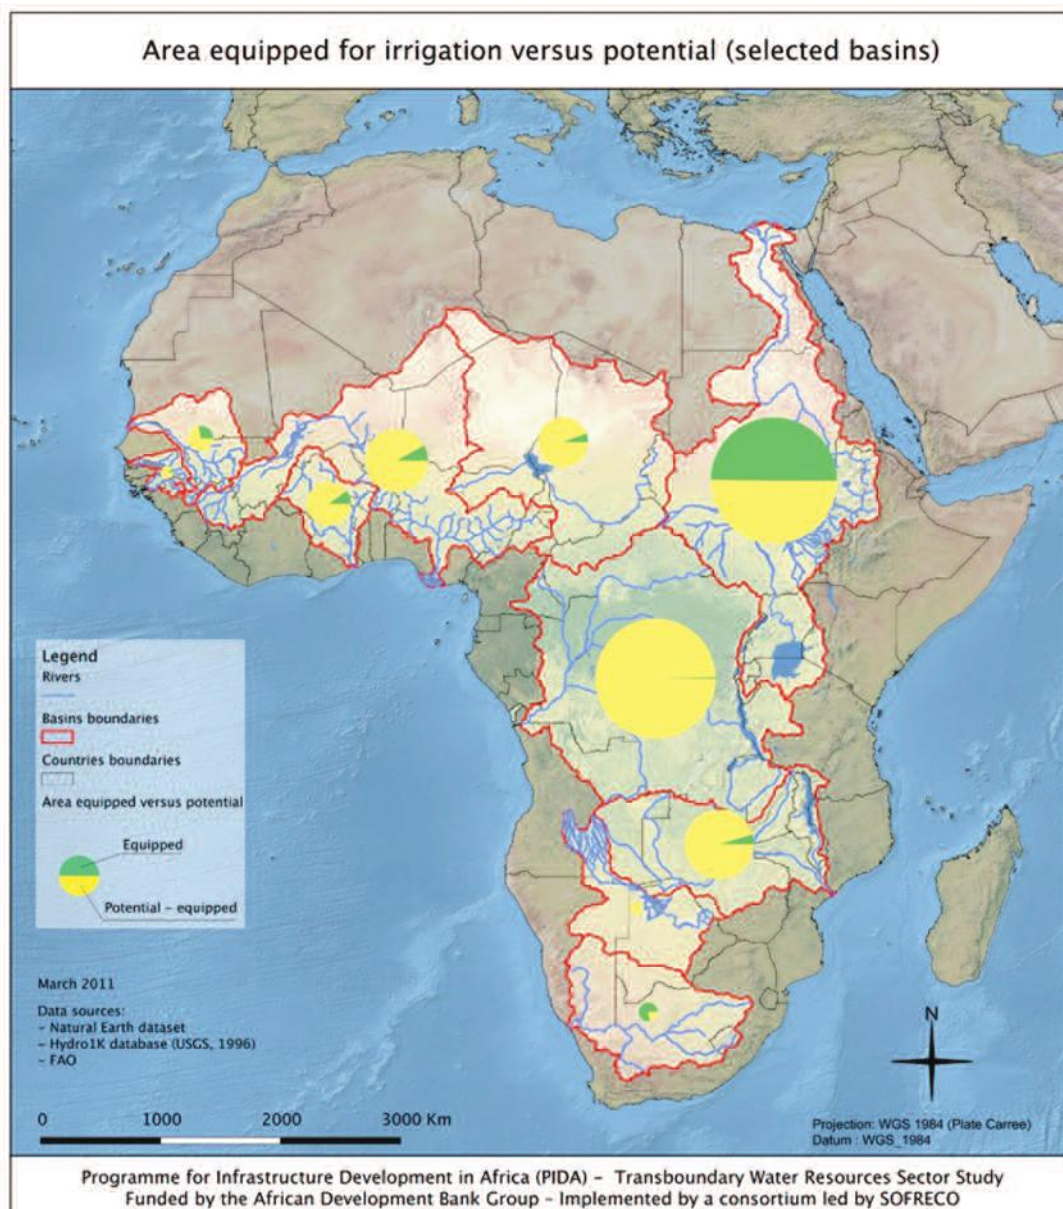 Area equipped for irrigation versus potential (selected basins)
Legend
Rivers
Basins boundaries
Countries boundaries
Area equipped versus potential
Equipped
Potential - equipped
March 2011
Data sources:
- Natural Earth dataset
- Hydro1K database (USGS, 1996)
- FAO
N
0 1000 2000 3000 Km
Projection: WGS 1984 (Plate Carree)
Datum : WGS_1984
Programme for Infrastructure Development in Africa (PIDA) - Transboundary Water Resources Sector Study
Funded by the African Development Bank Group - Implemented by a consortium led by SOFRECO